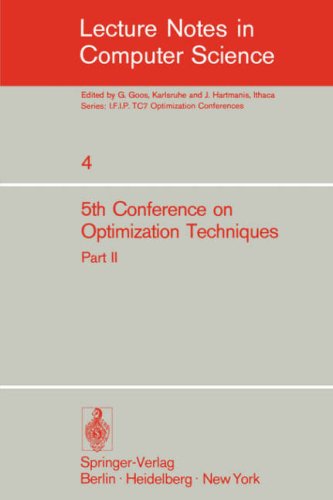 Lecture Notes in
Computer Science
Edited by G. Goos, Karlsruhe and J. Hartmanis, Ithaca
Series: I.F.I.P. TC7 Optimization Conferences
4
5th Conference on
Optimization Techniques
Part II
Springer-Verlag
Berlin · Heidelberg · New York